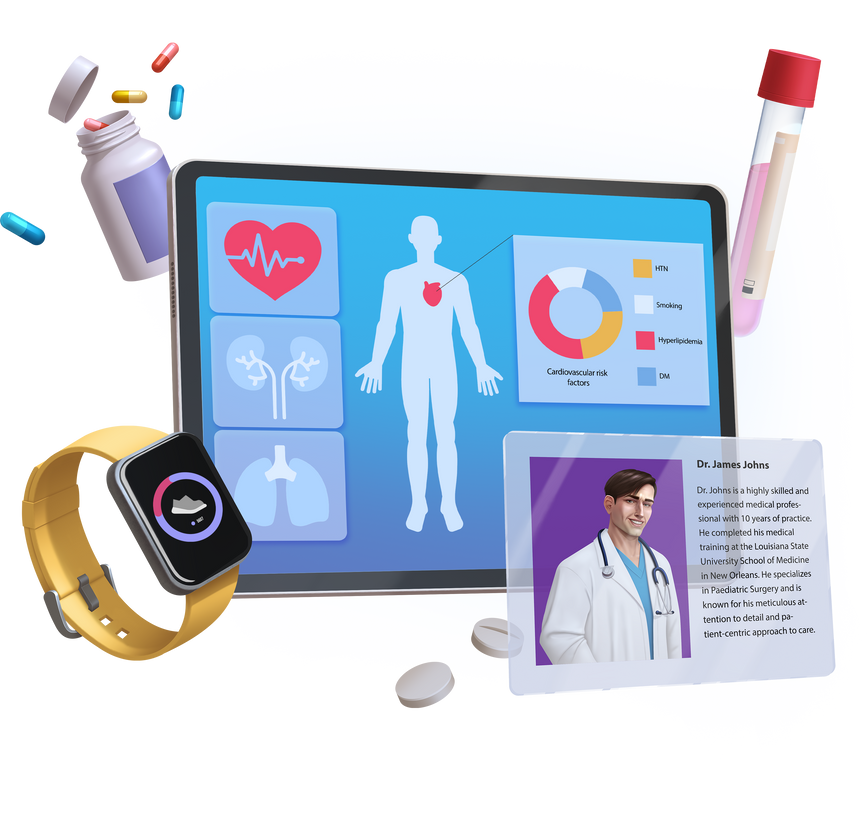 HTN
Smoking
Hyperlipidemia
DM
Cardiovascular risk
factors
Dr. James Johns
Dr. Johns is a highly skilled and
experienced medical profes-
sional with 10 years of practice.
He completed his medical
training at the Louisiana State
University School of Medicine
in New Orleans. He specializes
in Paediatric Surgery and is
known for his meticulous at-
tention to detail and pa-
tient-centric approach to care.